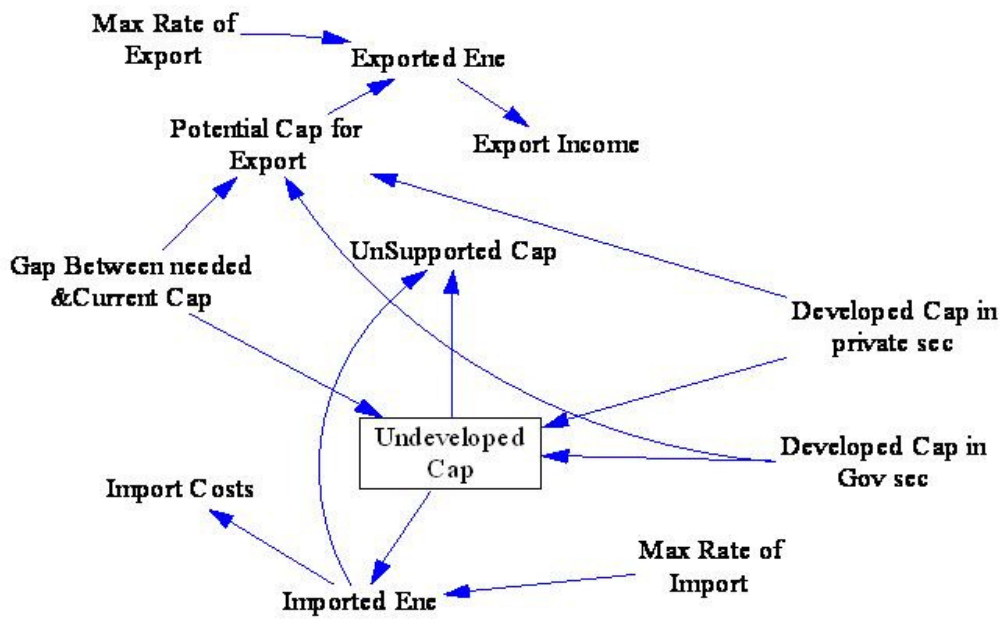 Max Rate of
Export
Exported Ene
Potential Cap for
Export
Export Income
UnSupported Cap
Gap Between needed
&Current Cap
Developed Cap in
private sec
Undeveloped
Cap
Developed Cap in
Gov sec
Import Costs
Max Rate of
Import
Imported Ene